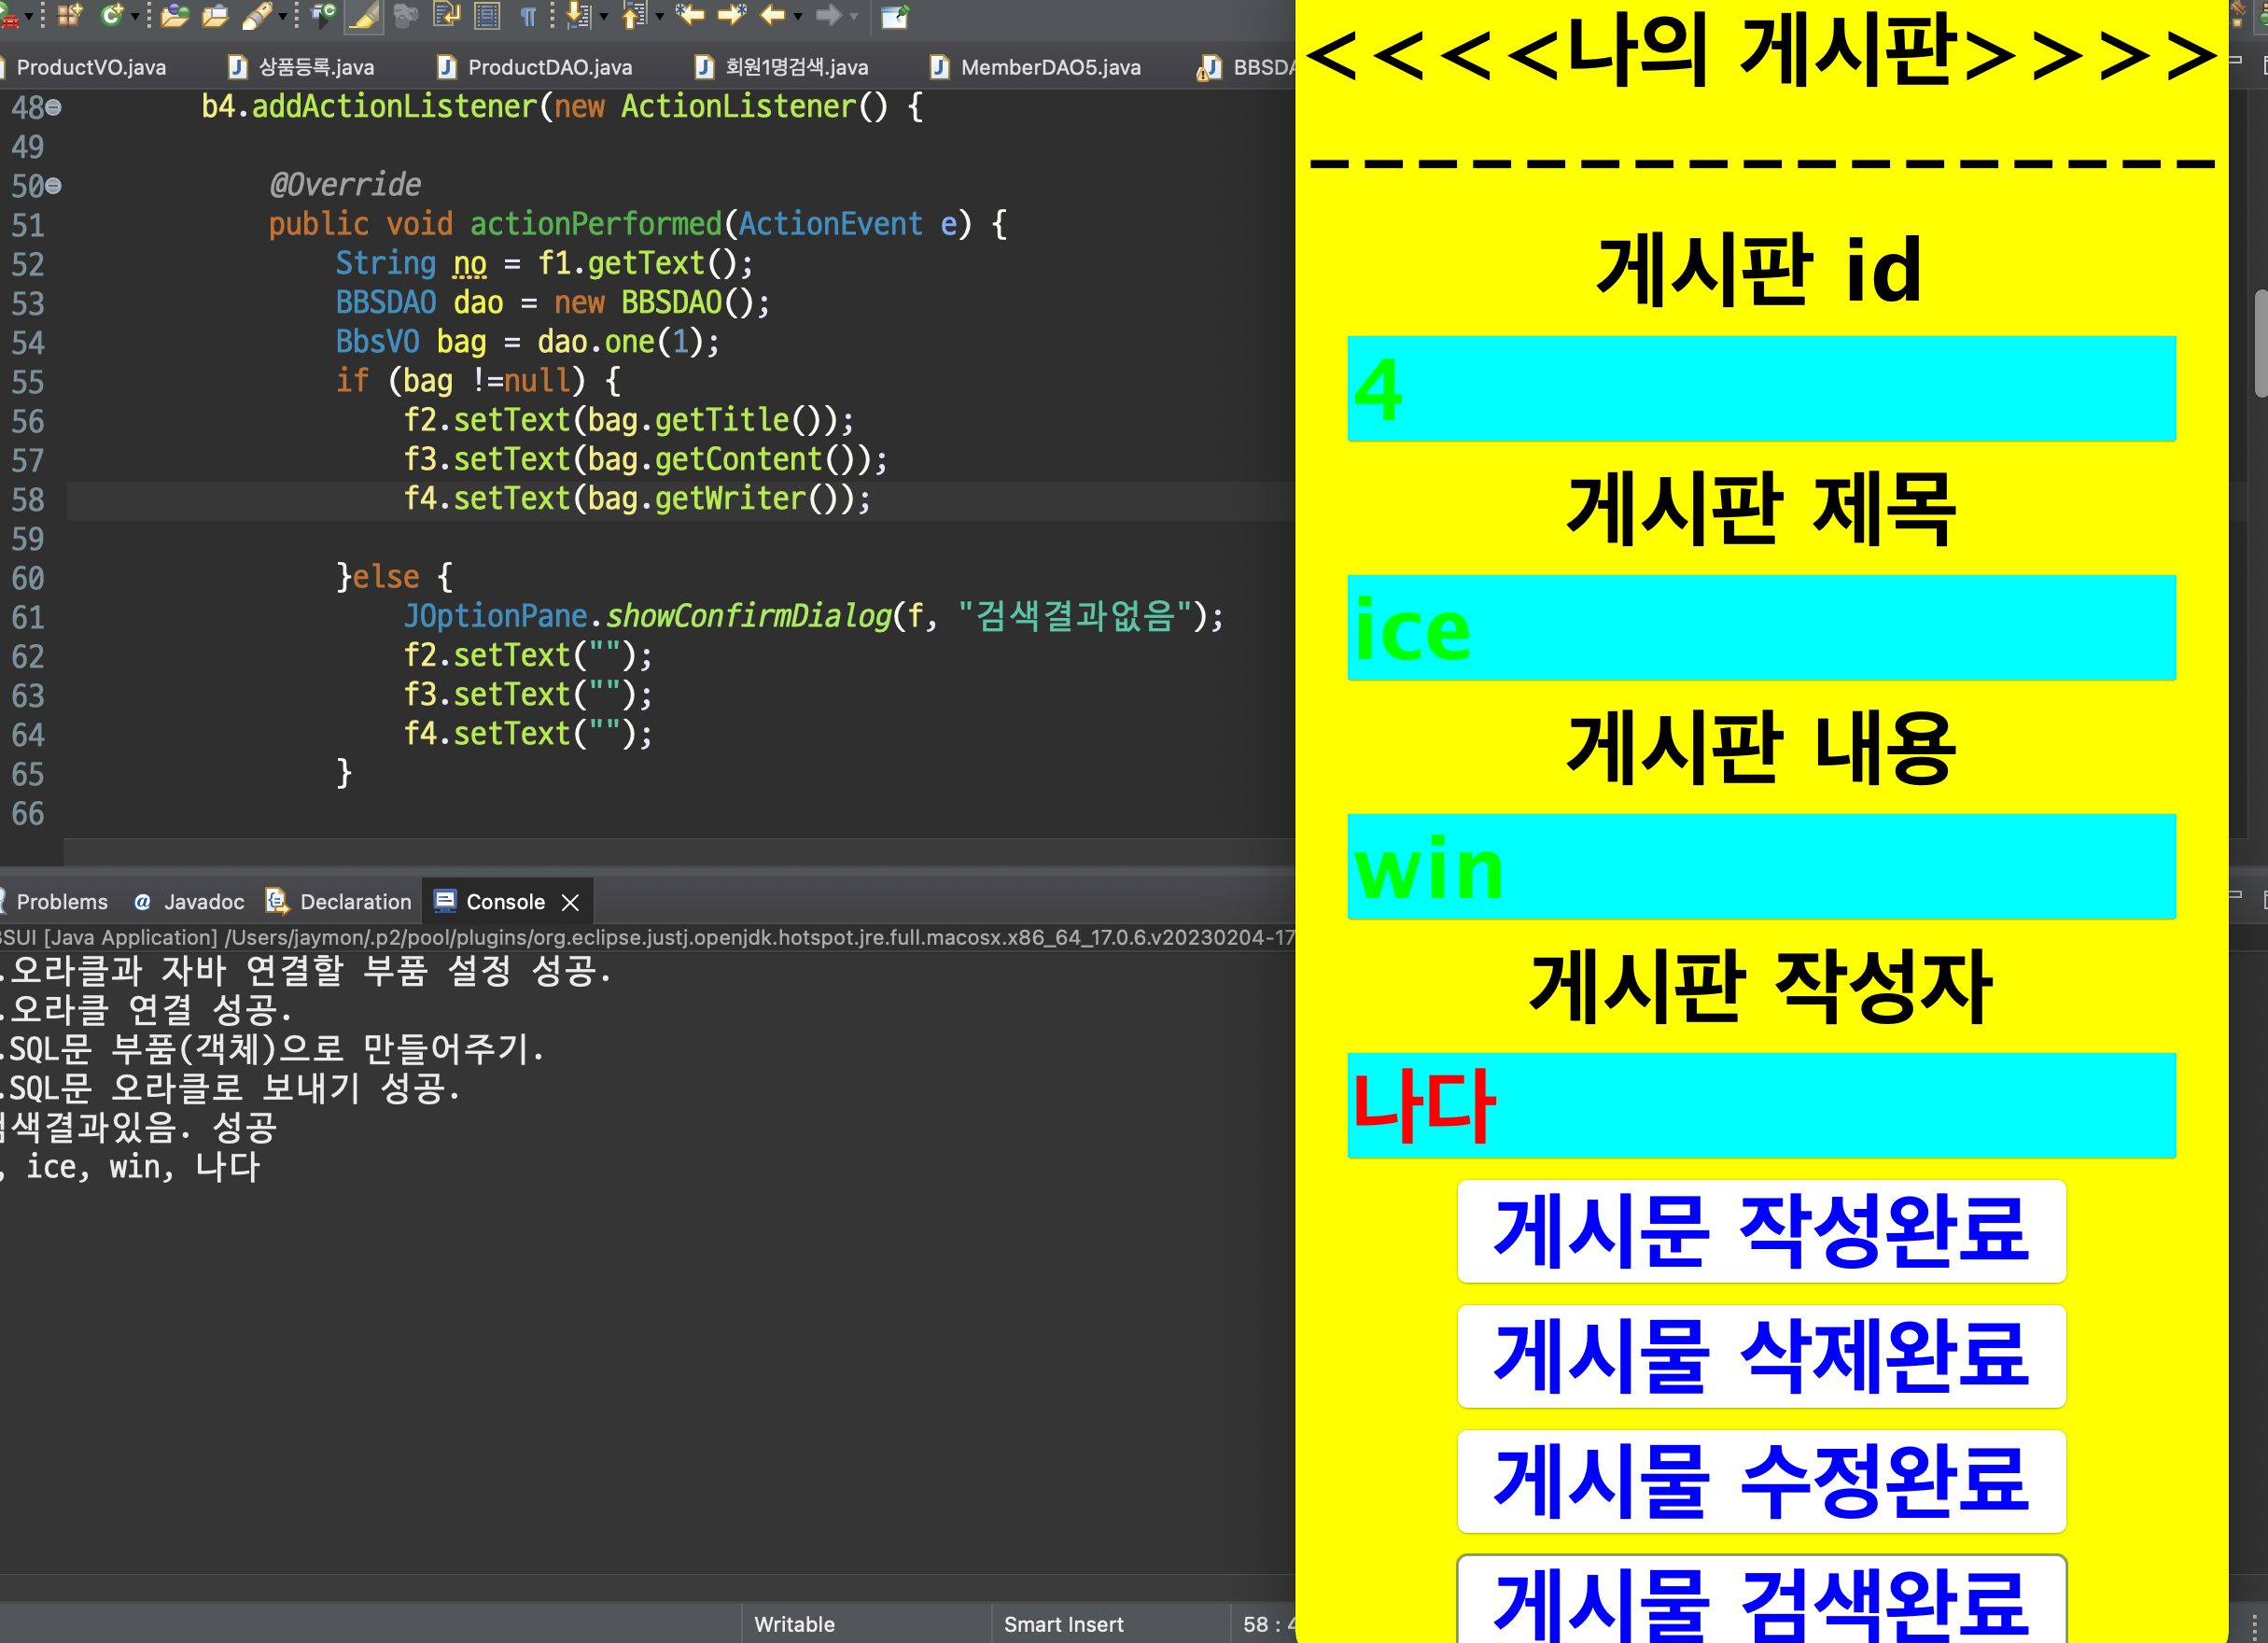 ProductVO.java 상품등록.java ProductDAO.java 회원1명검색.java MemberDAO5.java
48 b4.addActionListener(new ActionListener() {
49
50 @Override
51 public void actionPerformed(ActionEvent e) {
52 String no = f1.getText();
53 BBSDAO dao = new BBSDAO();
54 BbsVO bag = dao.one(1);
55 if (bag !=null) {
56 f2.setText(bag.getTitle());
57 f3.setText(bag.getContent());
58 f4.setText(bag.getWriter());
59
60 }else {
61 JOptionPane.showConfirmDialog(f, "검색결과없음");
62 f2.setText("");
63 f3.setText("");
64 f4.setText("");
65 }
66
Problems Javadoc Declaration Console
[Java Application] /Users/jaymon/.p2/pool/plugins/org.eclipse.justj.openjdk.hotspot.jre.full.macosx.x86_64_17.0.6.v20230204-17
.오라클과 자바 연결할 부품 설정 성공.
.오라클 연결 성공.
.SQL문 부품(객체)으로 만들어주기.
.SQL문 오라클로 보내기 성공.
검색결과있음. 성공
, ice, win, 나다
Writable Smart Insert 58 :
<<<<나의 게시판>>>>
-----------------
게시판 id
4
게시판 제목
ice
게시판 내용
win
게시판 작성자
나다
게시문 작성완료
게시물 삭제완료
게시물 수정완료
게시물 검색완료